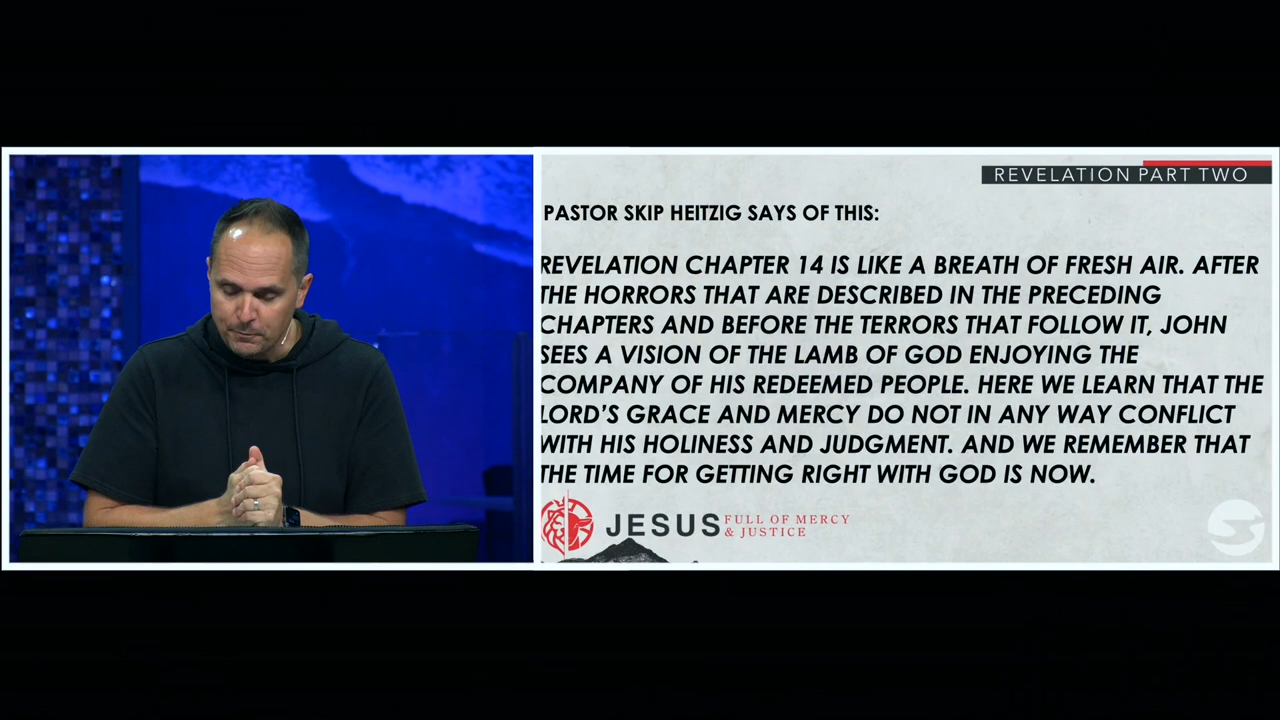 REVELATION PART TWO
PASTOR SKIP HEITZIG SAYS OF THIS:
REVELATION CHAPTER 14 IS LIKE A BREATH OF FRESH AIR. AFTER
THE HORRORS THAT ARE DESCRIBED IN THE PRECEDING
CHAPTERS AND BEFORE THE TERRORS THAT FOLLOW IT, JOHN
SEES A VISION OF THE LAMB OF GOD ENJOYING THE
COMPANY OF HIS REDEEMED PEOPLE. HERE WE LEARN THAT THE
LORD'S GRACE AND MERCY DO NOT IN ANY WAY CONFLICT
WITH HIS HOLINESS AND JUDGMENT. AND WE REMEMBER THAT
THE TIME FOR GETTING RIGHT WITH GOD IS NOW.
JESUS FULL OF MERCY
& JUSTICE